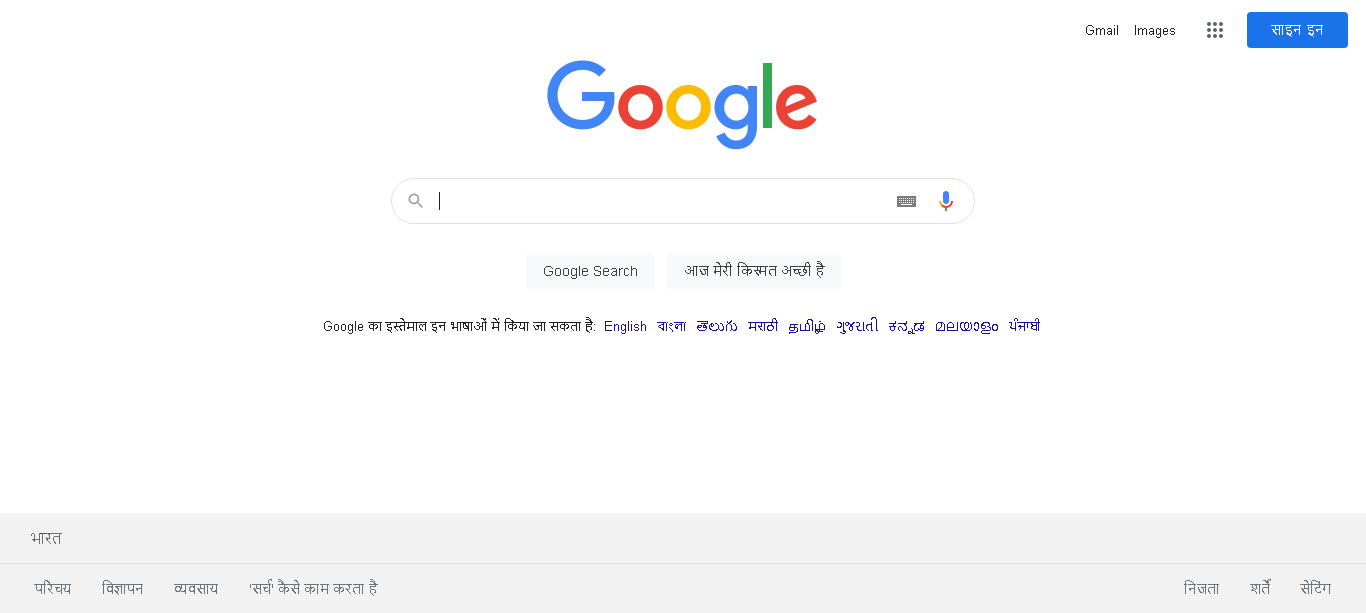 Gmail Images साइन इन
Google
Google Search आज मेरी किस्मत अच्छी है
Google का इस्तेमाल इन भाषाओं में किया जा सकता है: English বাংলা తెలుగు मराठी தமிழ் ગુજરાતી ಕನ್ನಡ മലയാളം ਪੰਜਾਬੀ
भारत
परिचय विज्ञापन व्यवसाय 'सर्च' कैसे काम करता है निजता शर्तें सेटिंग